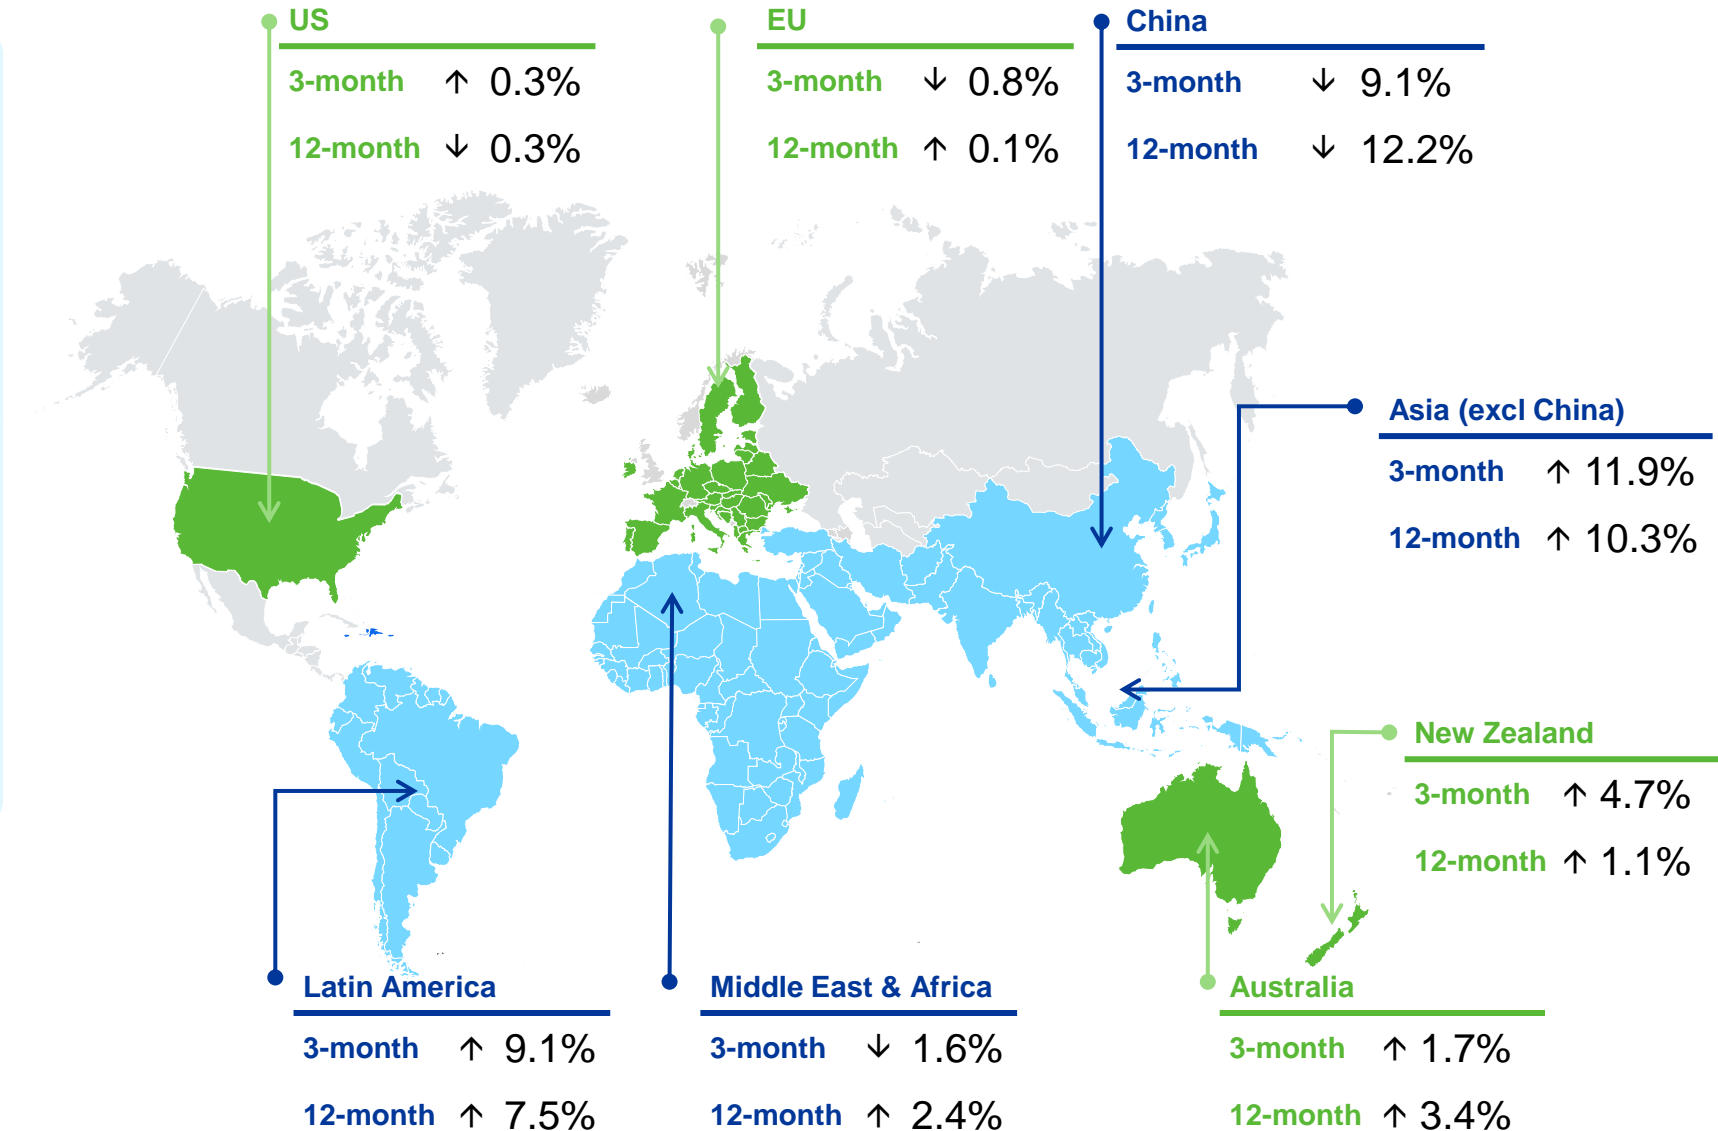 US
3-month ↑ 0.3%
12-month ↓ 0.3%
EU
3-month ↓ 0.8%
12-month ↑ 0.1%
China
3-month ↓ 9.1%
12-month ↓ 12.2%
Asia (excl China)
3-month ↑ 11.9%
12-month ↑ 10.3%
New Zealand
3-month ↑ 4.7%
12-month ↑ 1.1%
Latin America
3-month ↑ 9.1%
12-month ↑ 7.5%
Middle East & Africa
3-month ↓ 1.6%
12-month ↑ 2.4%
Australia
3-month ↑ 1.7%
12-month ↑ 3.4%